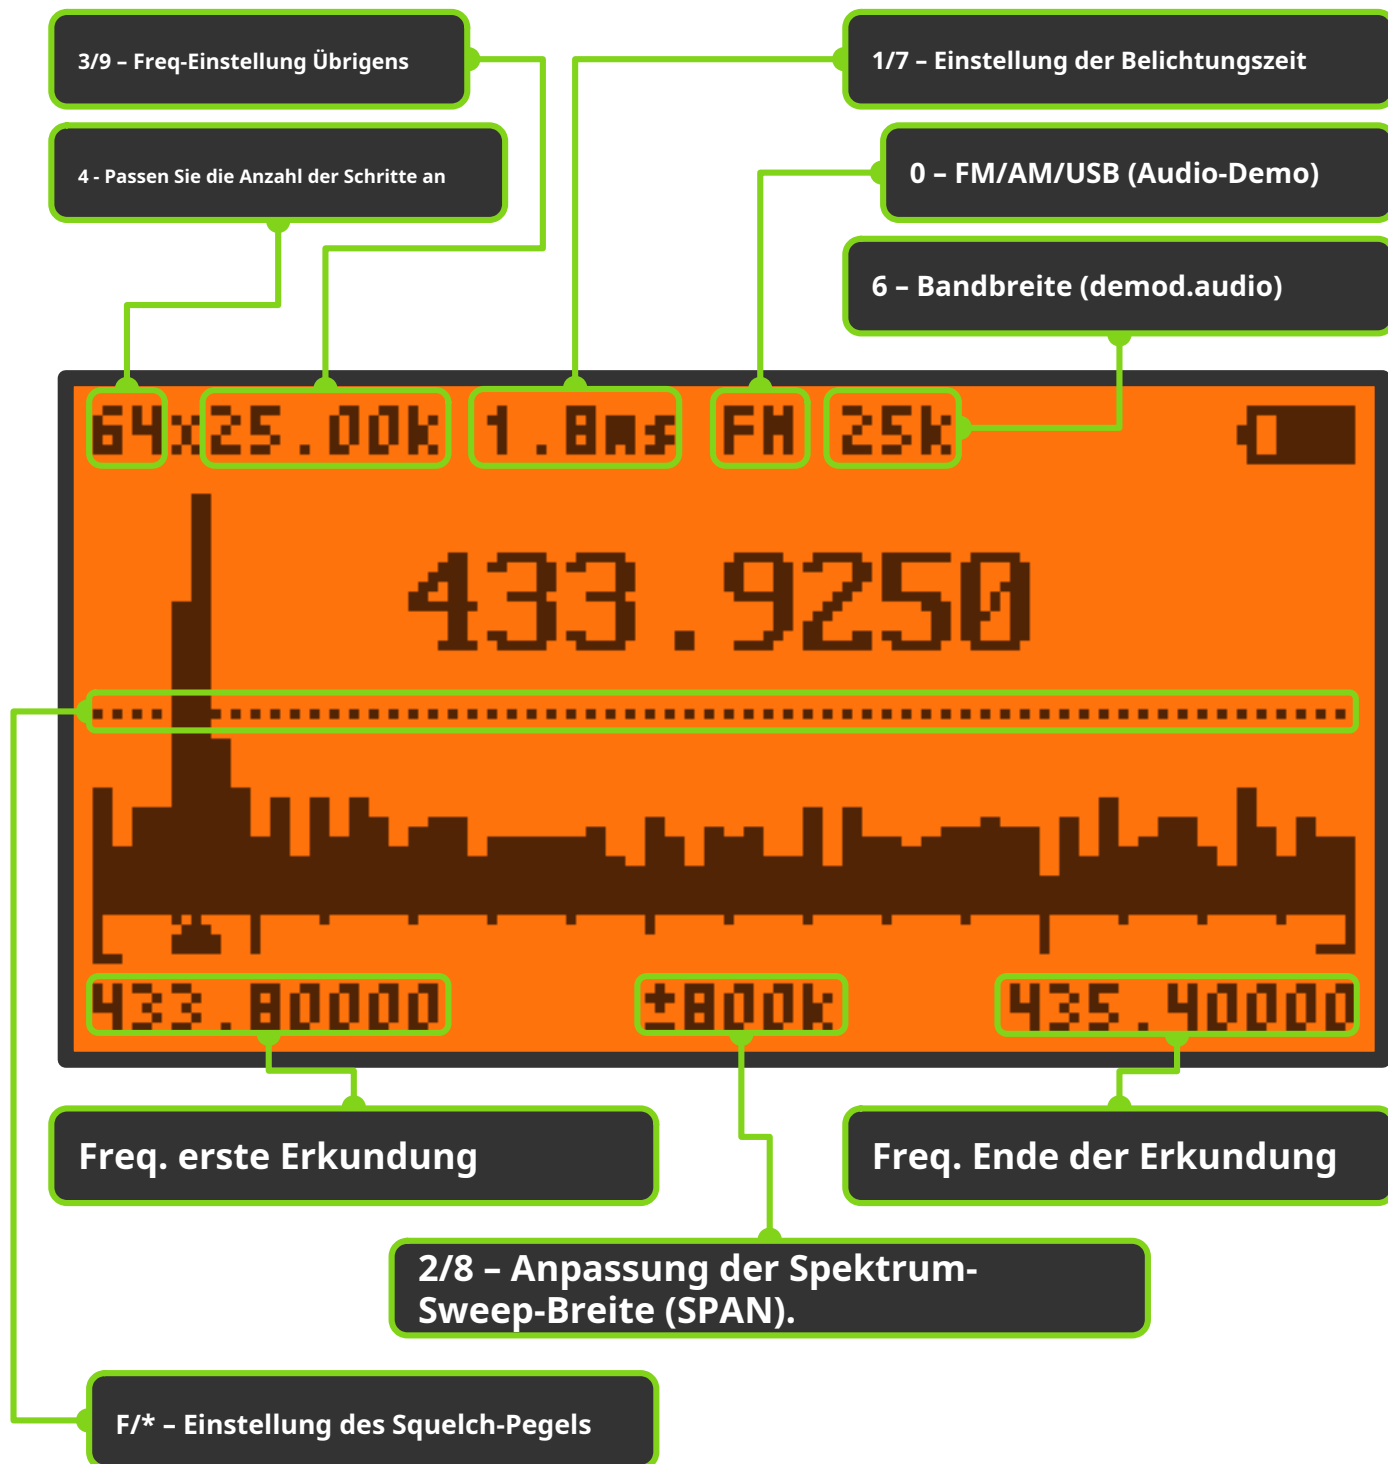 3/9 – Freq-Einstellung Übrigens
1/7 – Einstellung der Belichtungszeit
4 - Passen Sie die Anzahl der Schritte an
0 – FM/AM/USB (Audio-Demo)
6 – Bandbreite (demod.audio)
64x25.00k 1.8ms FM 25k
433.9250
433.80000 ±800k 435.40000
Freq. erste Erkundung
Freq. Ende der Erkundung
2/8 – Anpassung der Spektrum-
Sweep-Breite (SPAN).
F/* – Einstellung des Squelch-Pegels